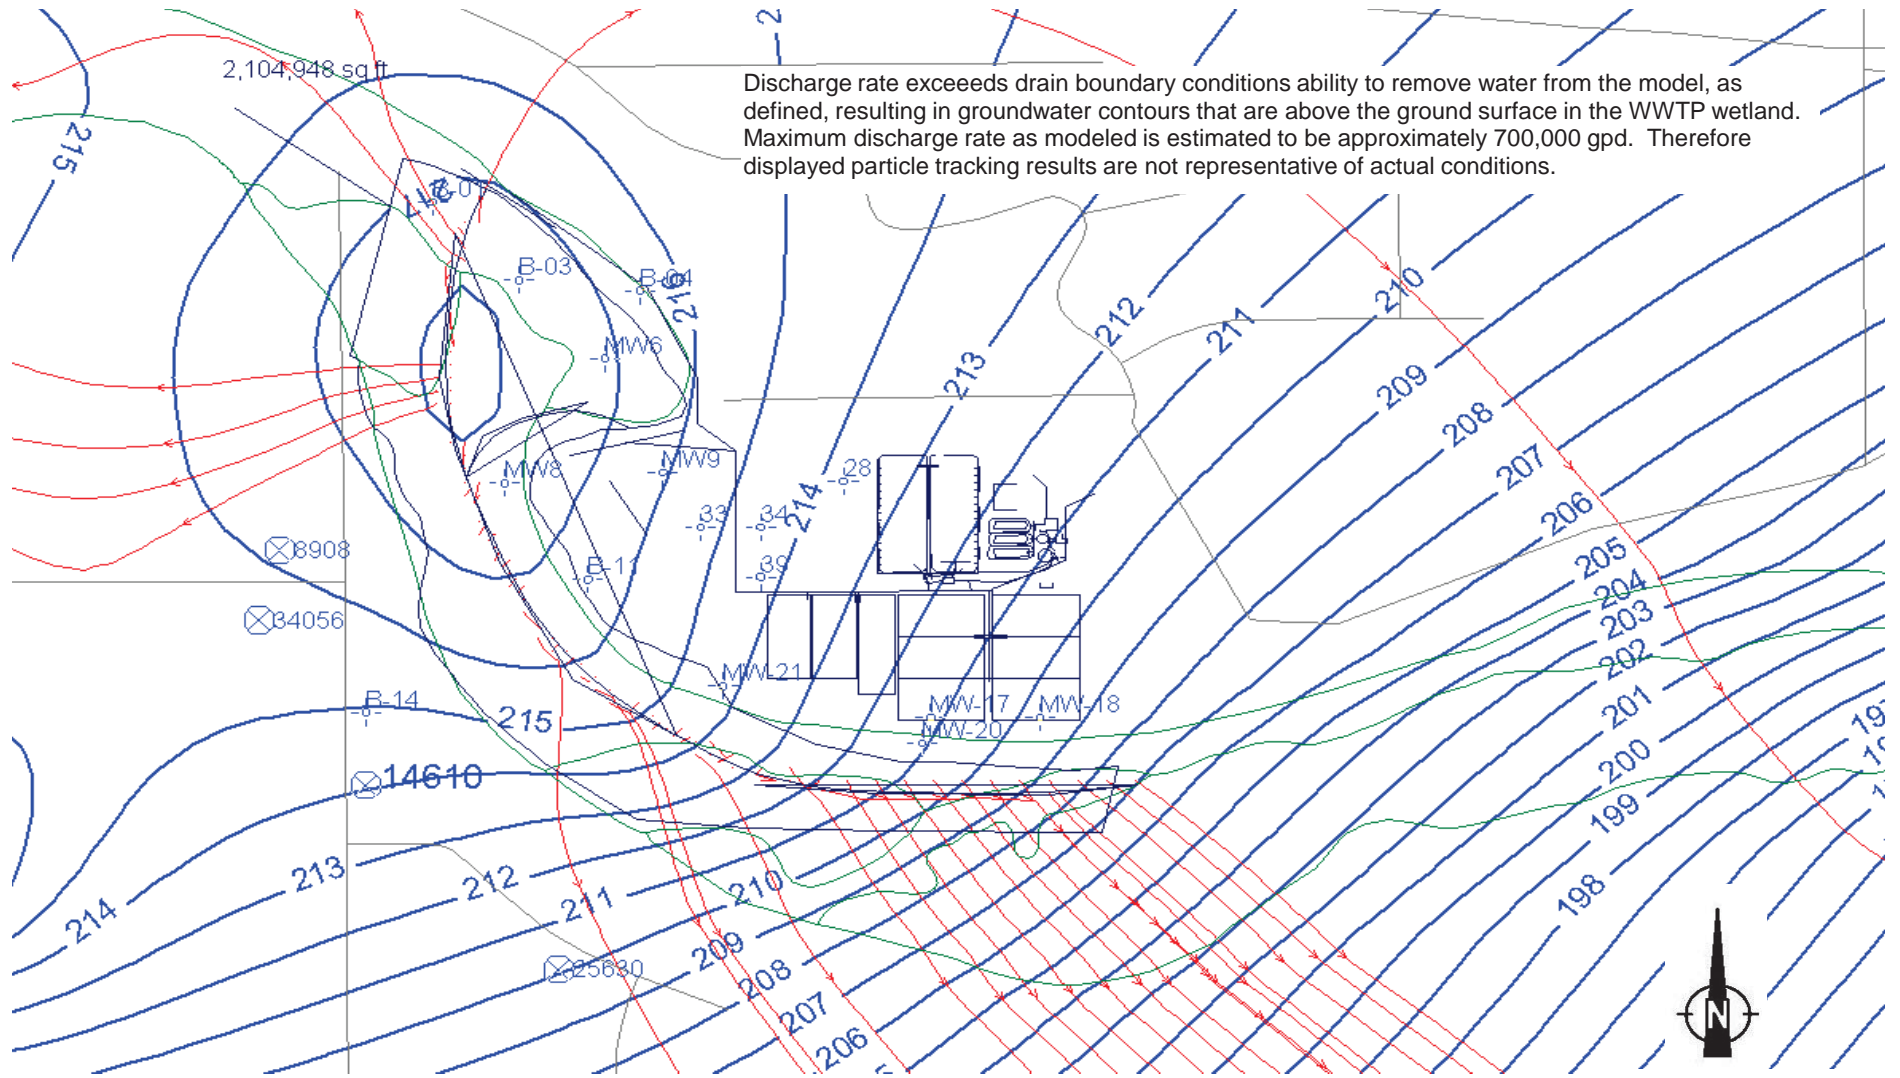 2,104,948 sq ft
Discharge rate exceeeds drain boundary conditions ability to remove water from the model, as
defined, resulting in groundwater contours that are above the ground surface in the WWTP wetland.
Maximum discharge rate as modeled is estimated to be approximately 700,000 gpd. Therefore
displayed particle tracking results are not representative of actual conditions.
215
217
B-01
B-03
B-04
216
MW6
MW8
MW9
28
33
34
39
B-11
214
213
212
211
210
209
208
207
206
205
204
203
202
201
200
199
198
8908
34056
B-14
215
14610
MW-21
MW-17
MW-18
MW-20
214
213
212
211
210
209
208
207
206
25630
N